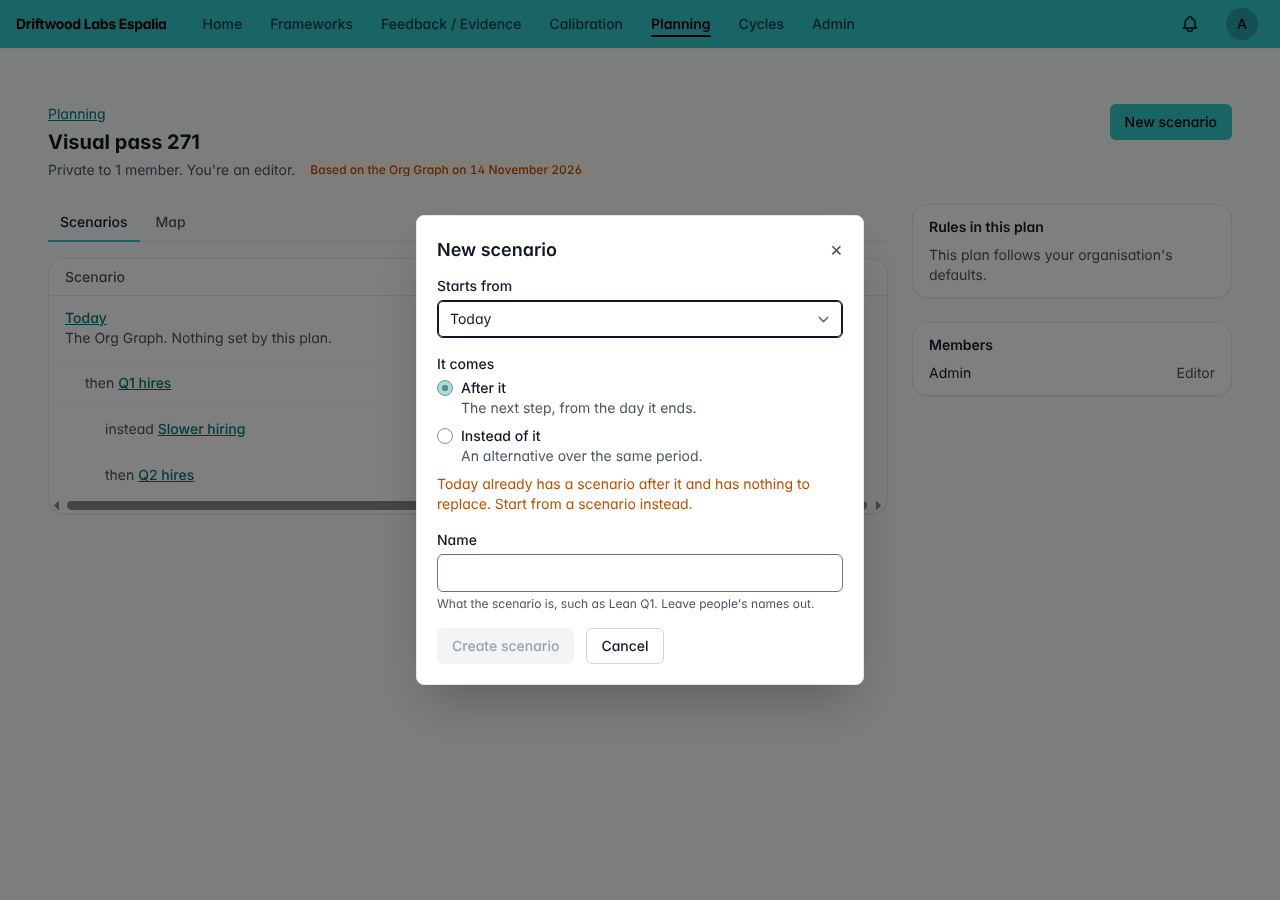 Driftwood Labs Espalia Home Frameworks Feedback / Evidence Calibration Planning Cycles Admin A
Planning
New scenario
Visual pass 271
Private to 1 member. You're an editor. Based on the Org Graph on 14 November 2026
Scenarios Map
Scenario
Today
The Org Graph. Nothing set by this plan.
then Q1 hires
instead Slower hiring
then Q2 hires
Rules in this plan
This plan follows your organisation's
defaults.
Members
Admin Editor
New scenario
Starts from
Today
It comes
After it
The next step, from the day it ends.
Instead of it
An alternative over the same period.
Today already has a scenario after it and has nothing to
replace. Start from a scenario instead.
Name
What the scenario is, such as Lean Q1. Leave people's names out.
Create scenario Cancel